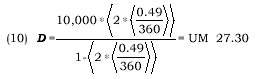 (10) D = 10,000*⟨2*⟨0.49/360⟩⟩ / 1-⟨2*⟨0.49/360⟩⟩ = UM 27.30